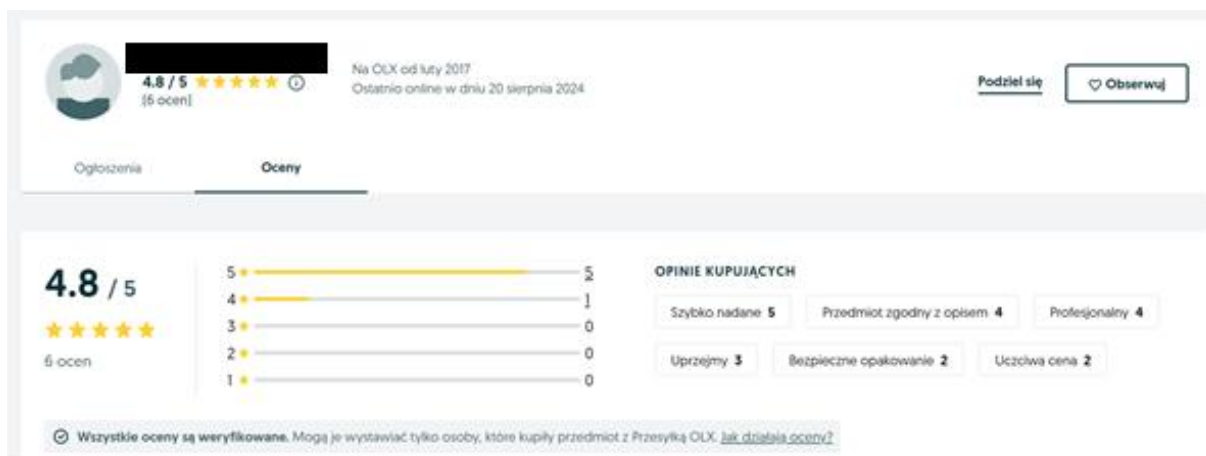 4.8 / 5
[6 ocen]
Na OLX od luty 2017
Ostatnio online w dniu 20 sierpnia 2024
Podziel się
Obserwuj
Ogłoszenia
Oceny
4.8 / 5
6 ocen
5 5
4 1
3 0
2 0
1 0
OPINIE KUPUJĄCYCH
Szybko nadane 5
Przedmiot zgodny z opisem 4
Profesjonalny 4
Uprzejmy 3
Bezpieczne opakowanie 2
Uczciwa cena 2
Wszystkie oceny są weryfikowane. Mogą je wystawiać tylko osoby, które kupiły przedmiot z Przesyłką OLX. Jak działają oceny?